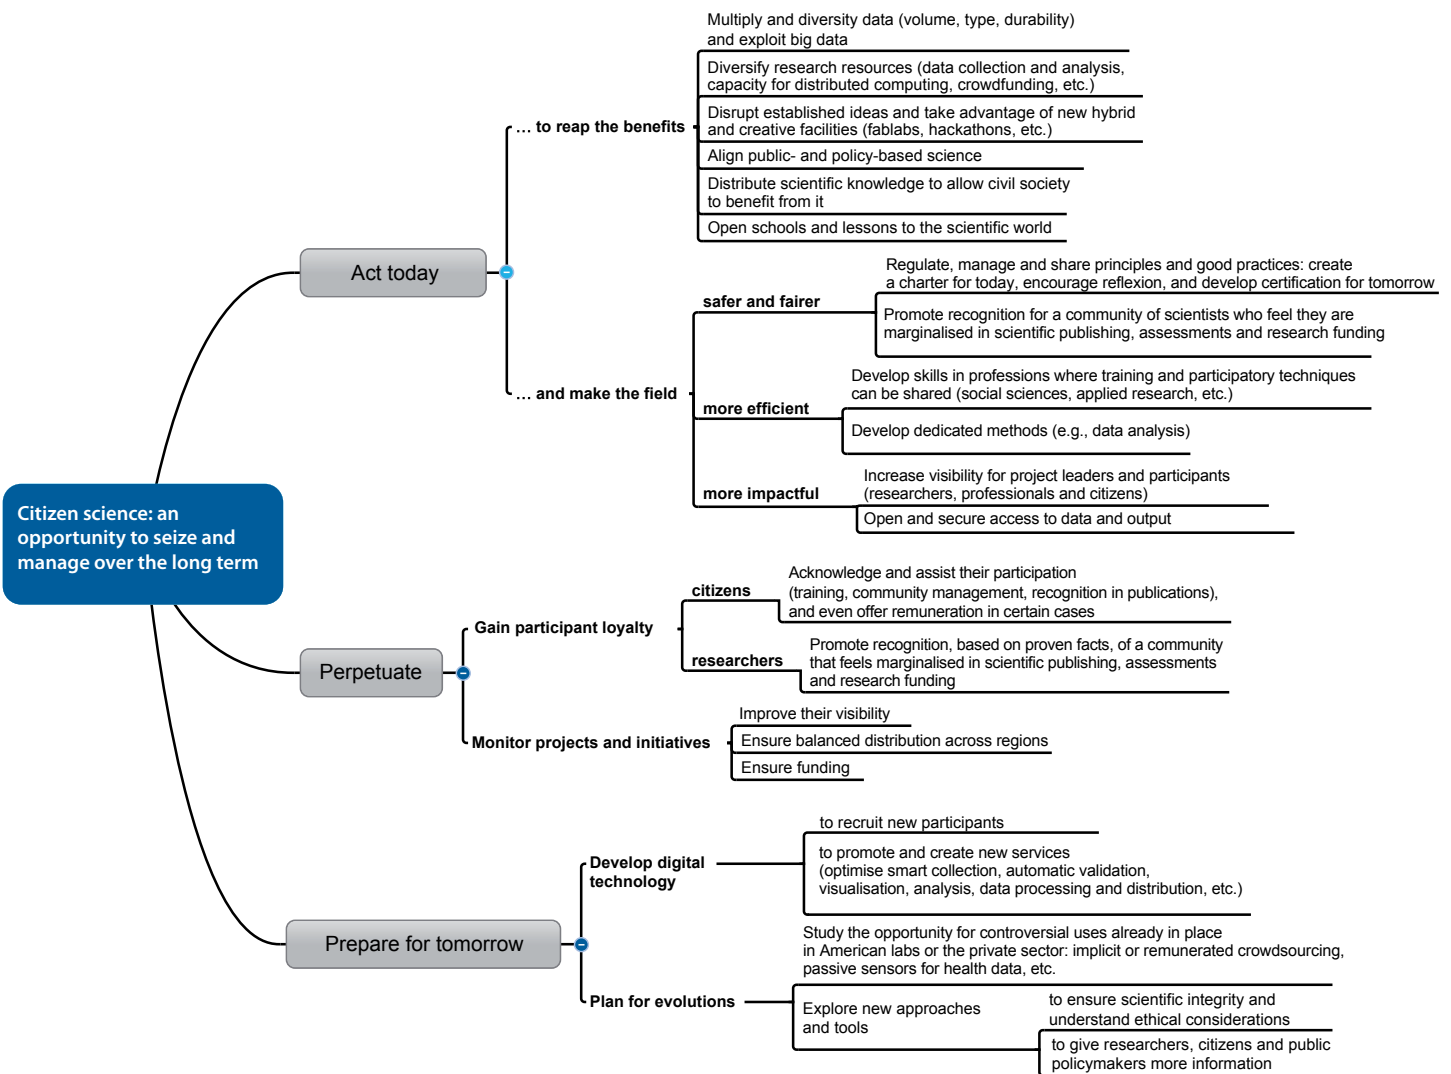 Citizen science: an
opportunity to seize and
manage over the long term
Act today
… to reap the benefits
Multiply and diversity data (volume, type, durability)
and exploit big data
Diversify research resources (data collection and analysis,
capacity for distributed computing, crowdfunding, etc.)
Disrupt established ideas and take advantage of new hybrid
and creative facilities (fablabs, hackathons, etc.)
Align public- and policy-based science
Distribute scientific knowledge to allow civil society
to benefit from it
Open schools and lessons to the scientific world
… and make the field
safer and fairer
Regulate, manage and share principles and good practices: create
a charter for today, encourage reflexion, and develop certification for tomorrow
Promote recognition for a community of scientists who feel they are
marginalised in scientific publishing, assessments and research funding
more efficient
Develop skills in professions where training and participatory techniques
can be shared (social sciences, applied research, etc.)
Develop dedicated methods (e.g., data analysis)
more impactful
Increase visibility for project leaders and participants
(researchers, professionals and citizens)
Open and secure access to data and output
Perpetuate
Gain participant loyalty
citizens
Acknowledge and assist their participation
(training, community management, recognition in publications),
and even offer remuneration in certain cases
researchers
Promote recognition, based on proven facts, of a community
that feels marginalised in scientific publishing, assessments
and research funding
Monitor projects and initiatives
Improve their visibility
Ensure balanced distribution across regions
Ensure funding
Prepare for tomorrow
Develop digital
technology
to recruit new participants
to promote and create new services
(optimise smart collection, automatic validation,
visualisation, analysis, data processing and distribution, etc.)
Plan for evolutions
Study the opportunity for controversial uses already in place
in American labs or the private sector: implicit or remunerated crowdsourcing,
passive sensors for health data, etc.
Explore new approaches
and tools
to ensure scientific integrity and
understand ethical considerations
to give researchers, citizens and public
policymakers more information